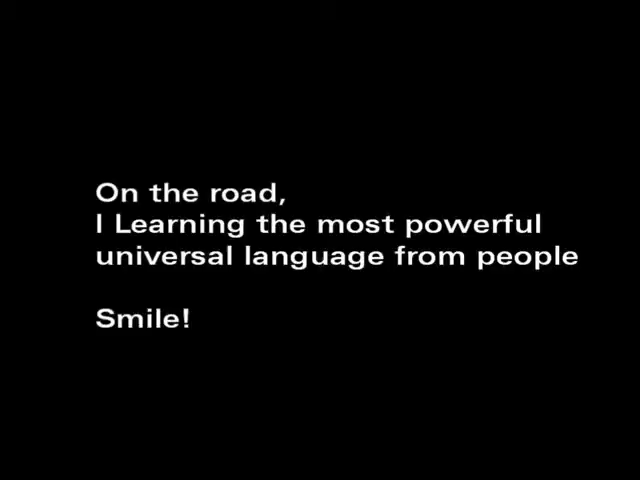 On the road,
I Learning the most powerful
universal language from people
Smile!